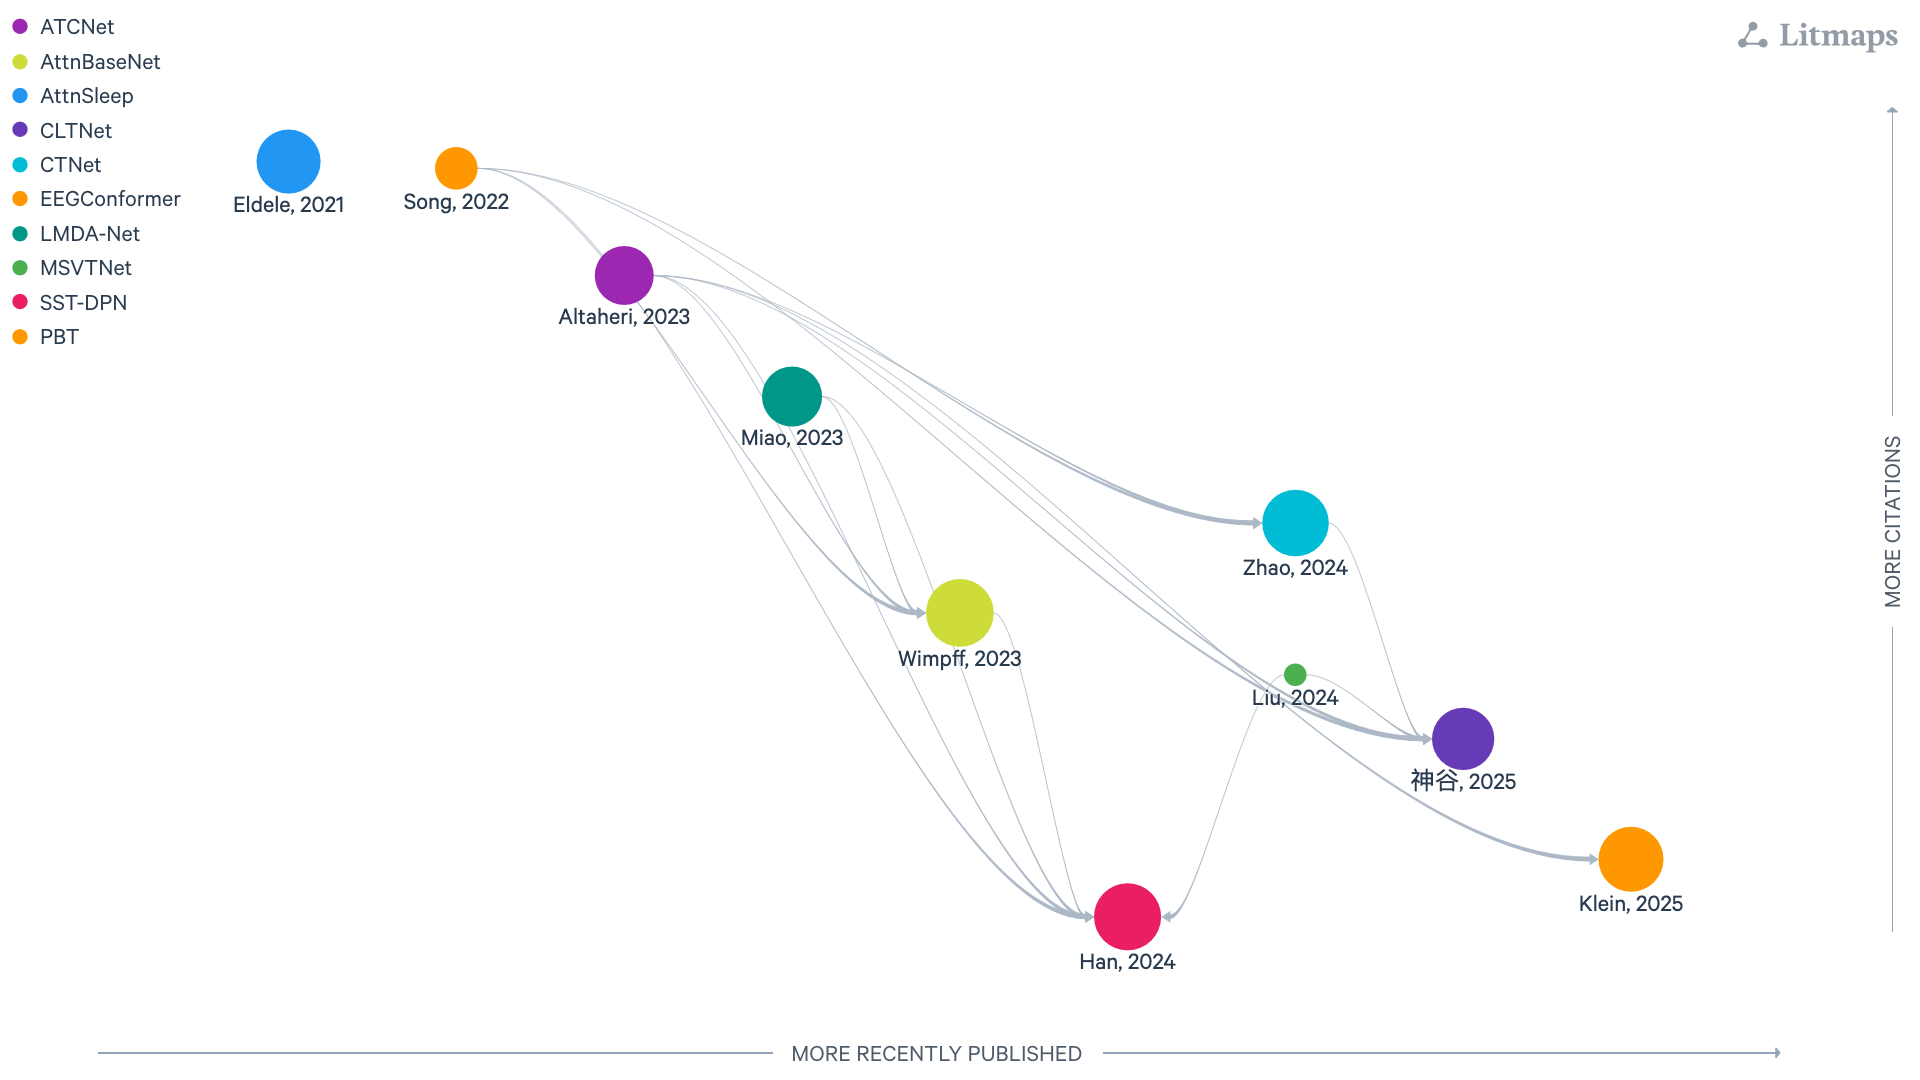 ATCNet
AttnBaseNet
AttnSleep
CLTNet
CTNet
EEGConformer
LMDA-Net
MSVTNet
SST-DPN
PBT
Litmaps
Eldele, 2021
Song, 2022
Altaheri, 2023
Miao, 2023
Zhao, 2024
Wimpff, 2023
Liu, 2024
神谷, 2025
Klein, 2025
Han, 2024
MORE CITATIONS
MORE RECENTLY PUBLISHED